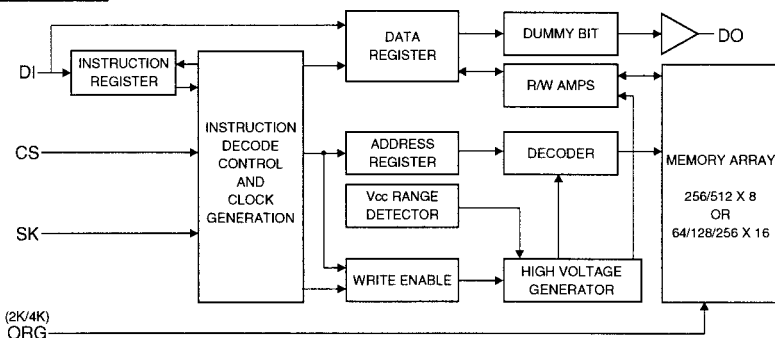 DI
INSTRUCTION
REGISTER
INSTRUCTION
DECODE
CONTROL
AND
CLOCK
GENERATION
DATA
REGISTER
DUMMY BIT
DO
R/W AMPS
CS
ADDRESS
REGISTER
DECODER
MEMORY ARRAY
256/512 X 8
OR
64/128/256 X 16
Vcc RANGE
DETECTOR
SK
WRITE ENABLE
HIGH VOLTAGE
GENERATOR
(2K/4K)
ORG